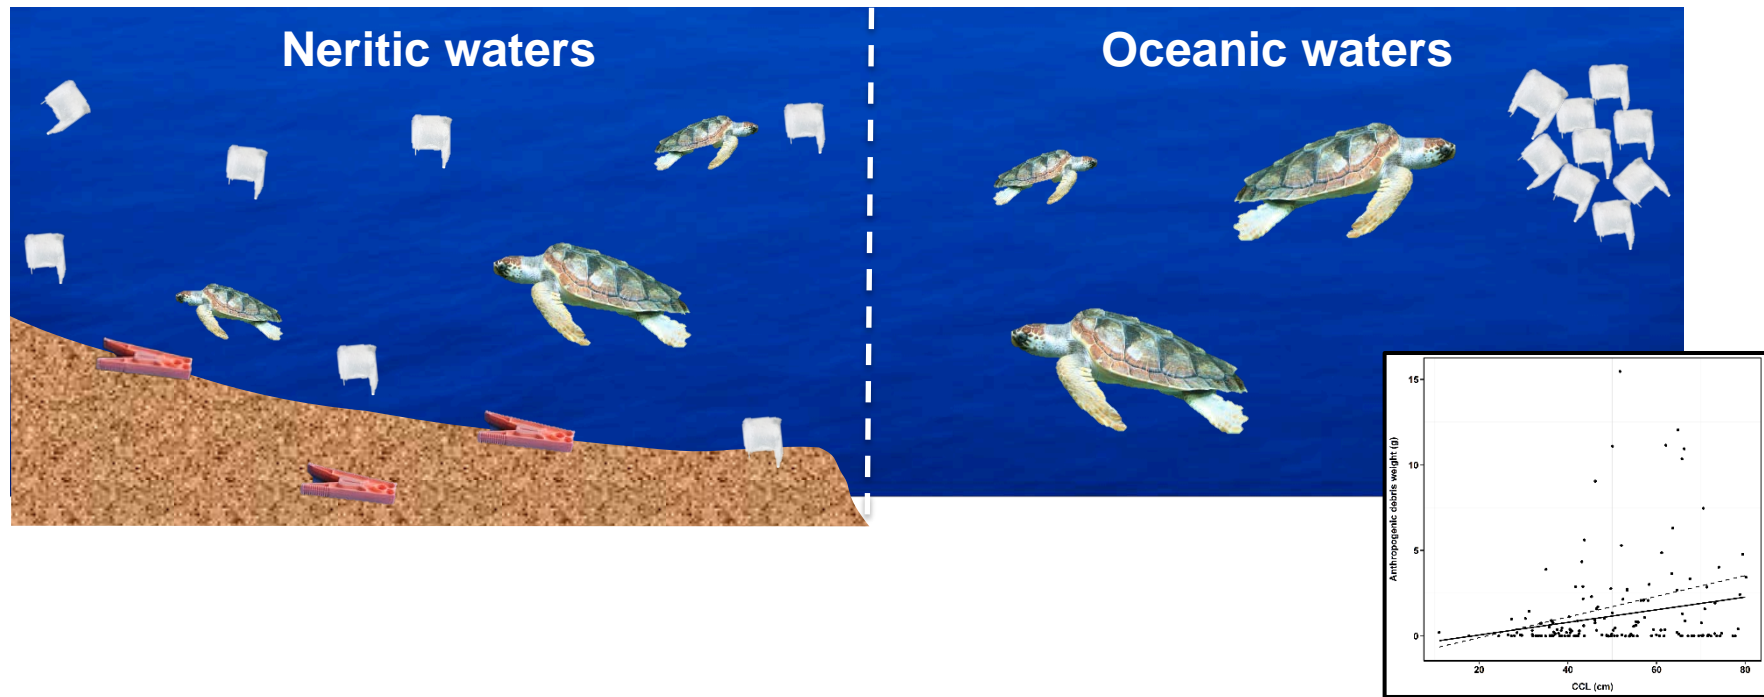 Neritic waters
Oceanic waters
Anthropogenic debris weight (g)
15
10
5
0
20 40 60 80
CCL (cm)